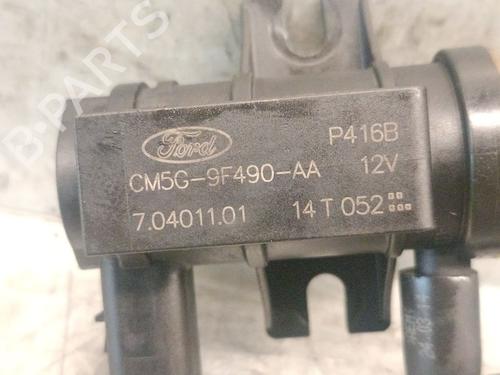 B-PARTS
Ford P416B
CM5G-9F490-AA 12V
7.04011.01 14 T 052